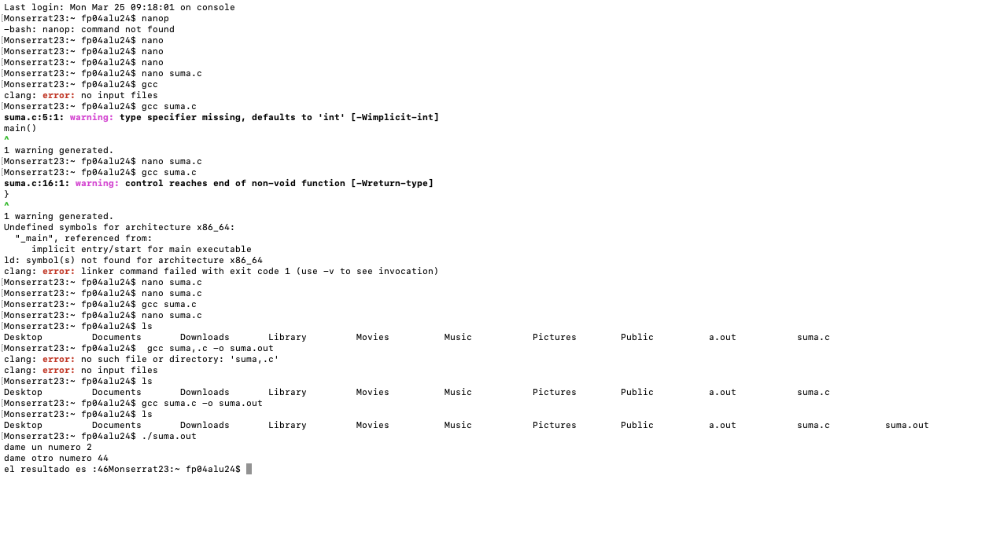 Last login: Mon Mar 25 09:18:01 on console
[Monserrat23:~ fp04alu24$ nanop
-bash: nanop: command not found
[Monserrat23:~ fp04alu24$ nano
[Monserrat23:~ fp04alu24$ nano
[Monserrat23:~ fp04alu24$ nano
[Monserrat23:~ fp04alu24$ nano suma.c
[Monserrat23:~ fp04alu24$ gcc
clang: error: no input files
[Monserrat23:~ fp04alu24$ gcc suma.c
suma.c:5:1: warning: type specifier missing, defaults to 'int' [-Wimplicit-int]
main()
^
1 warning generated.
[Monserrat23:~ fp04alu24$ nano suma.c
[Monserrat23:~ fp04alu24$ gcc suma.c
suma.c:16:1: warning: control reaches end of non-void function [-Wreturn-type]
}
^
1 warning generated.
Undefined symbols for architecture x86_64:
  "_main", referenced from:
     implicit entry/start for main executable
ld: symbol(s) not found for architecture x86_64
clang: error: linker command failed with exit code 1 (use -v to see invocation)
[Monserrat23:~ fp04alu24$ nano suma.c
[Monserrat23:~ fp04alu24$ nano suma.c
[Monserrat23:~ fp04alu24$ gcc suma.c
[Monserrat23:~ fp04alu24$ nano suma.c
[Monserrat23:~ fp04alu24$ ls
Desktop Documents Downloads Library Movies Music Pictures Public a.out suma.c
[Monserrat23:~ fp04alu24$  gcc suma,.c -o suma.out
clang: error: no such file or directory: 'suma,.c'
clang: error: no input files
[Monserrat23:~ fp04alu24$ ls
Desktop Documents Downloads Library Movies Music Pictures Public a.out suma.c
[Monserrat23:~ fp04alu24$ gcc suma.c -o suma.out
[Monserrat23:~ fp04alu24$ ls
Desktop Documents Downloads Library Movies Music Pictures Public a.out suma.c suma.out
[Monserrat23:~ fp04alu24$ ./suma.out
dame un numero 2
dame otro numero 44
el resultado es :46Monserrat23:~ fp04alu24$